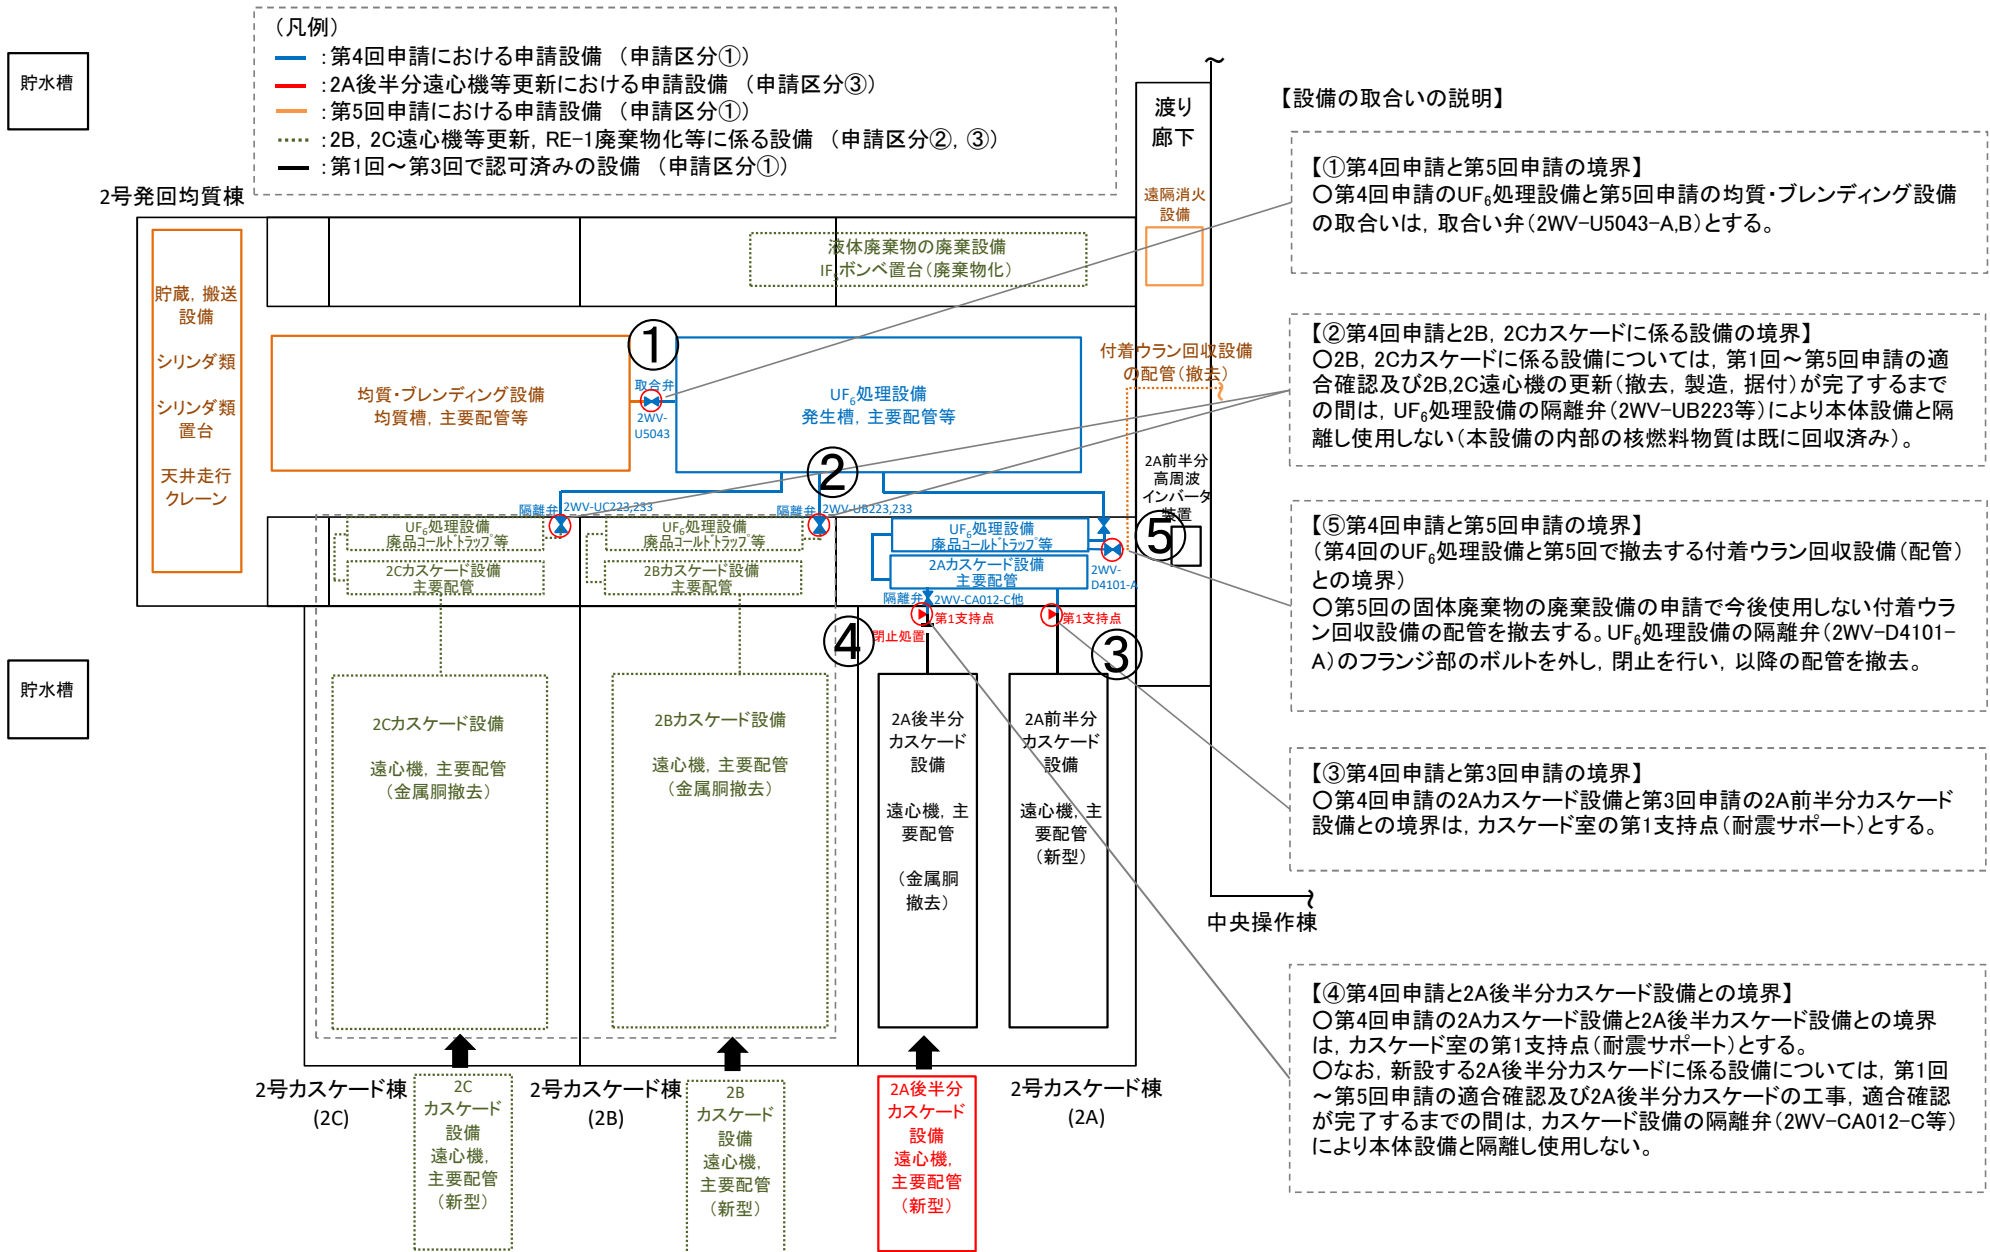 （凡例）
：第4回申請における申請設備 （申請区分①）
：2A後半分遠心機等更新における申請設備 （申請区分③）
：第5回申請における申請設備 （申請区分①）
：2B, 2C遠心機等更新, RE-1廃棄物化等に係る設備 （申請区分②, ③）
：第1回～第3回で認可済みの設備 （申請区分①）
貯水槽
2号発回均質棟
貯蔵, 搬送
設備
シリンダ類
シリンダ類
置台
天井走行
クレーン
液体廃棄物の廃棄設備
IF₅ボンベ置台（廃棄物化）
渡り
廊下
遠隔消火
設備
均質・ブレンディング設備
均質槽, 主要配管等
①
取合弁
2WV-
U5043
UF₆処理設備
発生槽, 主要配管等
付着ウラン回収設備
の配管（撤去）
②
2A前半分
高周波
インバータ
装置
⑤
隔離弁
2WV-UC223,233
隔離弁
2WV-UB223,233
UF₆処理設備
廃品コールドトラップ等
UF₆処理設備
廃品コールドトラップ等
UF₆処理設備
廃品コールドトラップ等
2Cカスケード設備
主要配管
2Bカスケード設備
主要配管
2Aカスケード設備
主要配管
2WV-
D4101-A
隔離弁
2WV-CA012-C他
第1支持点
第1支持点
閉止処置
④
③
貯水槽
2Cカスケード設備
遠心機, 主要配管
（金属胴撤去）
2Bカスケード設備
遠心機, 主要配管
（金属胴撤去）
2A後半分
カスケード
設備
遠心機, 主
要配管
（金属胴
撤去）
2A前半分
カスケード
設備
遠心機, 主
要配管
（新型）
中央操作棟
2号カスケード棟
(2C)
2C
カスケード
設備
遠心機,
主要配管
（新型）
2号カスケード棟
(2B)
2B
カスケード
設備
遠心機,
主要配管
（新型）
2A後半分
カスケード
設備
遠心機,
主要配管
（新型）
2号カスケード棟
(2A)
【設備の取合いの説明】
【①第4回申請と第5回申請の境界】
○第4回申請のUF₆処理設備と第5回申請の均質・ブレンディング設備
の取合いは, 取合い弁（2WV-U5043-A,B）とする。
【②第4回申請と2B, 2Cカスケードに係る設備の境界】
○2B, 2Cカスケードに係る設備については, 第1回～第5回申請の適
合確認及び2B,2C遠心機の更新（撤去, 製造, 据付）が完了するまで
の間は, UF₆処理設備の隔離弁（2WV-UB223等）により本体設備と隔
離し使用しない（本設備の内部の核燃料物質は既に回収済み）。
【⑤第4回申請と第5回申請の境界】
（第4回のUF₆処理設備と第5回で撤去する付着ウラン回収設備（配管）
との境界）
○第5回の固体廃棄物の廃棄設備の申請で今後使用しない付着ウラ
ン回収設備の配管を撤去する。UF₆処理設備の隔離弁（2WV-D4101-
A）のフランジ部のボルトを外し, 閉止を行い, 以降の配管を撤去。
【③第4回申請と第3回申請の境界】
○第4回申請の2Aカスケード設備と第3回申請の2A前半分カスケード
設備との境界は, カスケード室の第1支持点（耐震サポート）とする。
【④第4回申請と2A後半分カスケード設備との境界】
○第4回申請の2Aカスケード設備と2A後半カスケード設備との境界
は, カスケード室の第1支持点（耐震サポート）とする。
○なお, 新設する2A後半分カスケードに係る設備については, 第1回
～第5回申請の適合確認及び2A後半分カスケードの工事, 適合確認
が完了するまでの間は, カスケード設備の隔離弁（2WV-CA012-C等）
により本体設備と隔離し使用しない。